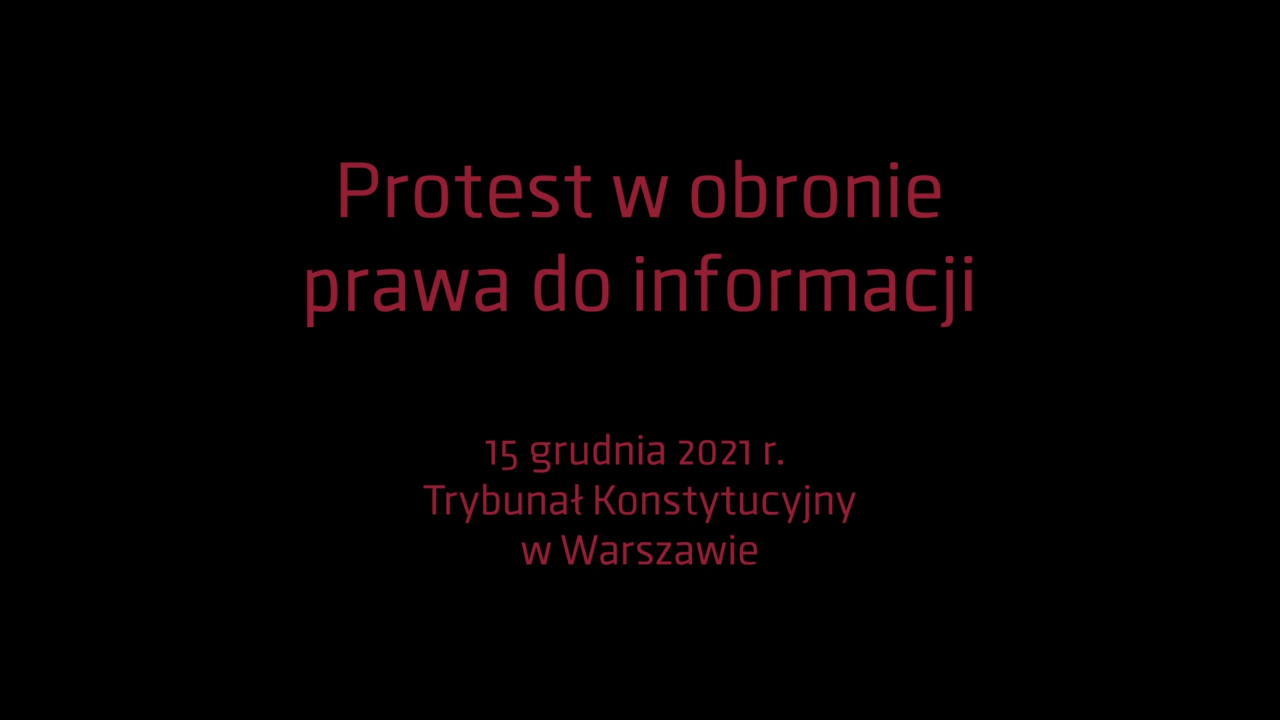 Protest w obronie
prawa do informacji
15 grudnia 2021 r.
Trybunał Konstytucyjny
w Warszawie